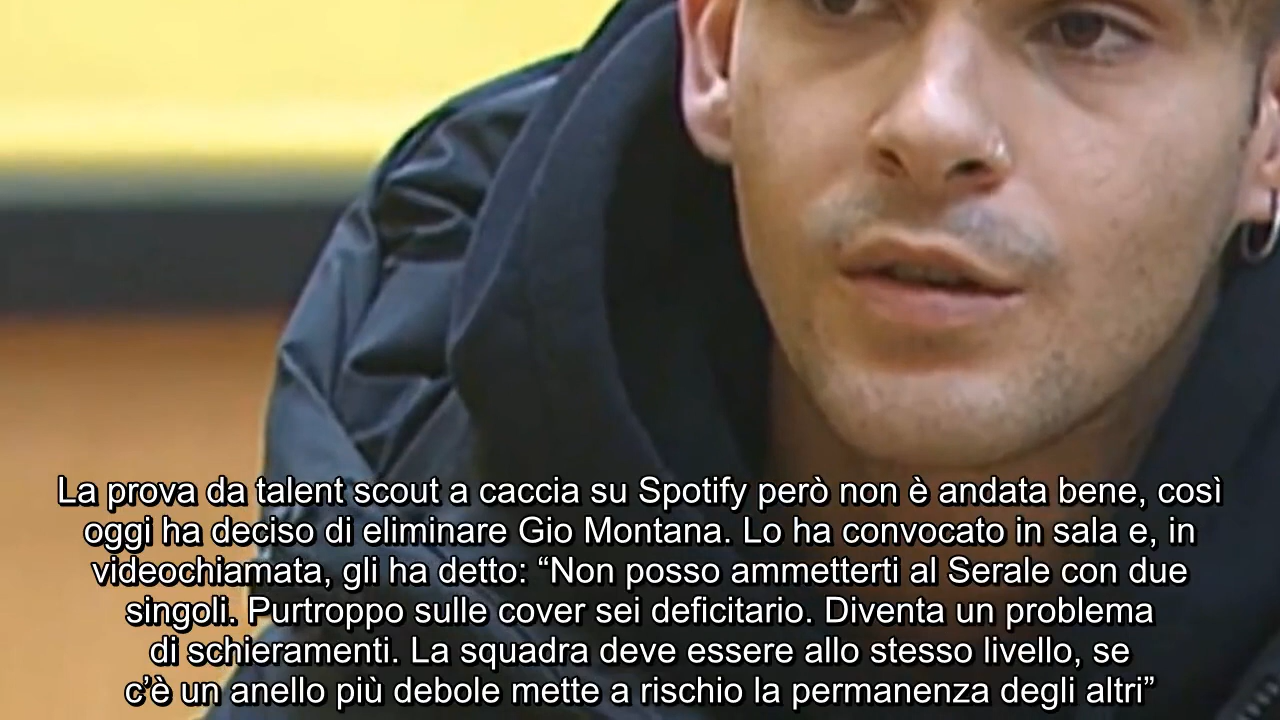 La prova da talent scout a caccia su Spotify però non è andata bene, così
oggi ha deciso di eliminare Gio Montana. Lo ha convocato in sala e, in
videochiamata, gli ha detto: “Non posso ammetterti al Serale con due
singoli. Purtroppo sulle cover sei deficitario. Diventa un problema
di schieramenti. La squadra deve essere allo stesso livello, se
c’è un anello più debole mette a rischio la permanenza degli altri”